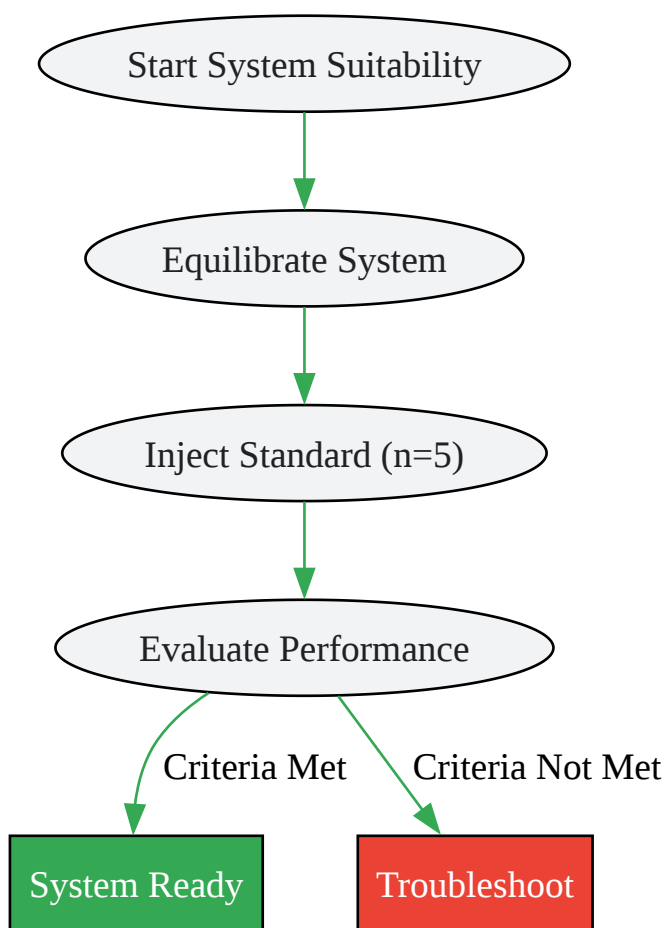 Start System Suitability
Equilibrate System
Inject Standard (n=5)
Evaluate Performance
Criteria Met
Criteria Not Met
System Ready
Troubleshoot